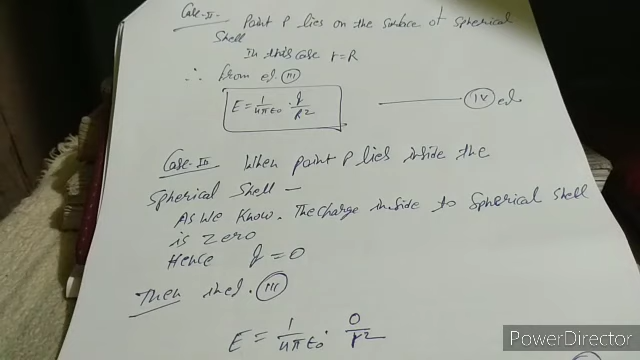 Case-II Point P lies on the surface of Spherical
Shell
In this case r=R
∴ from eq (III)
E = 1/4πε₀ · q/R² ——— (IV) eq.
Case-III When point P lies inside the
Spherical Shell –
As We Know. The charge inside to Spherical shell
is zero
Hence q = 0
Then in eq. (III)
E = 1/4πε₀ · 0/r²
PowerDirector